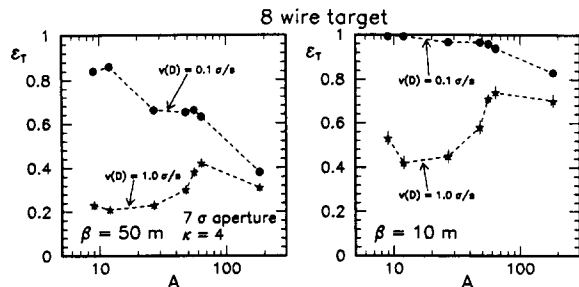 8 wire target
ε_T
1
0.8
0.6
0.4
0.2
0
v(D) = 0.1 σ/s
v(D) = 1.0 σ/s
7 σ aperture
β = 50 m
κ = 4
10
100
A
ε_T
1
0.8
0.6
0.4
0.2
0
v(D) = 0.1 σ/s
v(D) = 1.0 σ/s
β = 10 m
10
100
A